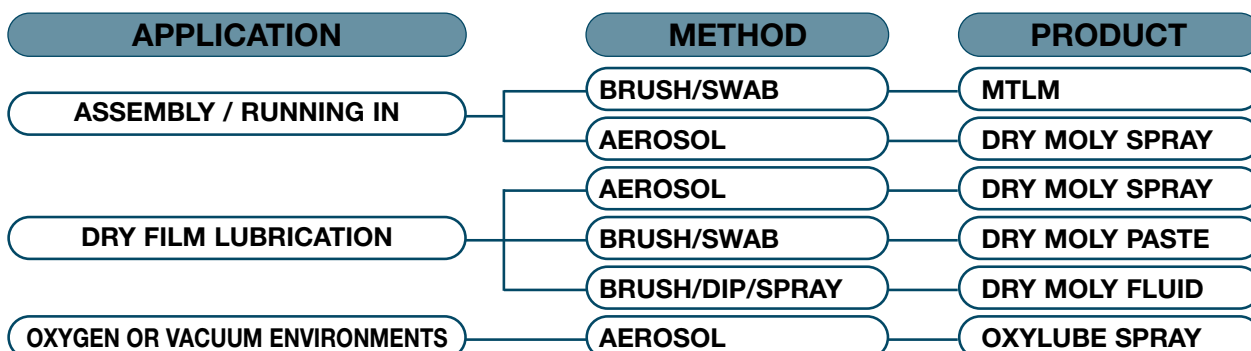 APPLICATION METHOD PRODUCT
BRUSH/SWAB MTLM
ASSEMBLY / RUNNING IN
AEROSOL DRY MOLY SPRAY
AEROSOL DRY MOLY SPRAY
DRY FILM LUBRICATION BRUSH/SWAB DRY MOLY PASTE
BRUSH/DIP/SPRAY DRY MOLY FLUID
OXYGEN OR VACUUM ENVIRONMENTS AEROSOL OXYLUBE SPRAY